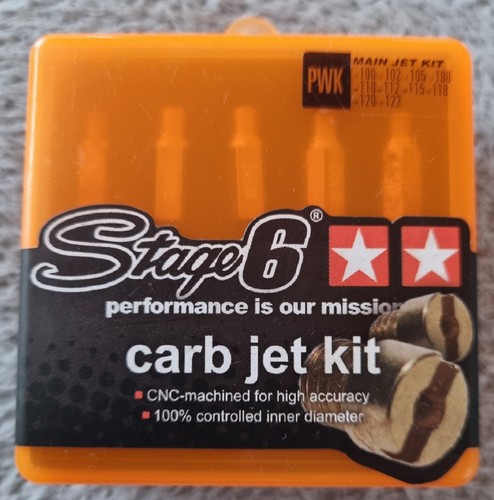 PWK
MAIN JET KIT
100 102 105 108
110 112 115 118
120 122
Stage6®
performance is our mission
carb jet kit
CNC-machined for high accuracy
100% controlled inner diameter